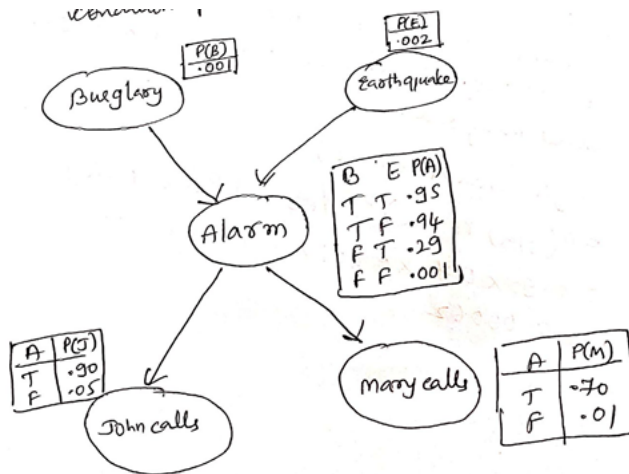 P(B)
.001
Burglary
P(E)
.002
Earthquake
B E P(A)
T T .95
T F .94
F T .29
F F .001
Alarm
A P(J)
T .90
F .05
John calls
Mary calls
A P(M)
T .70
F .01